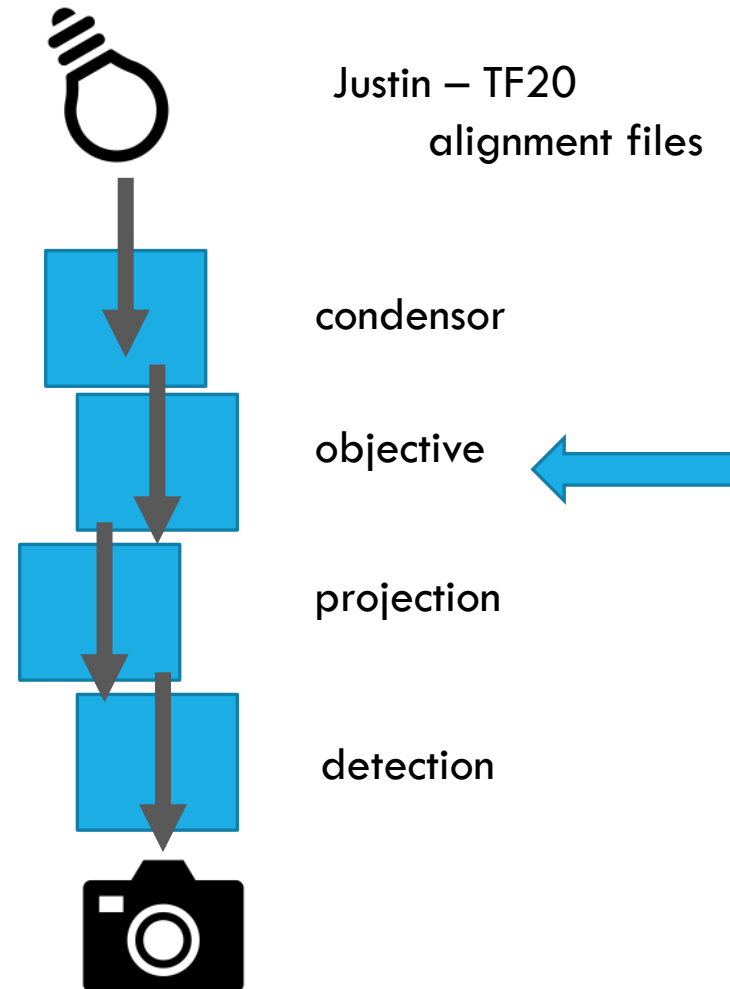 Justin – TF20
alignment files
condensor
objective
projection
detection